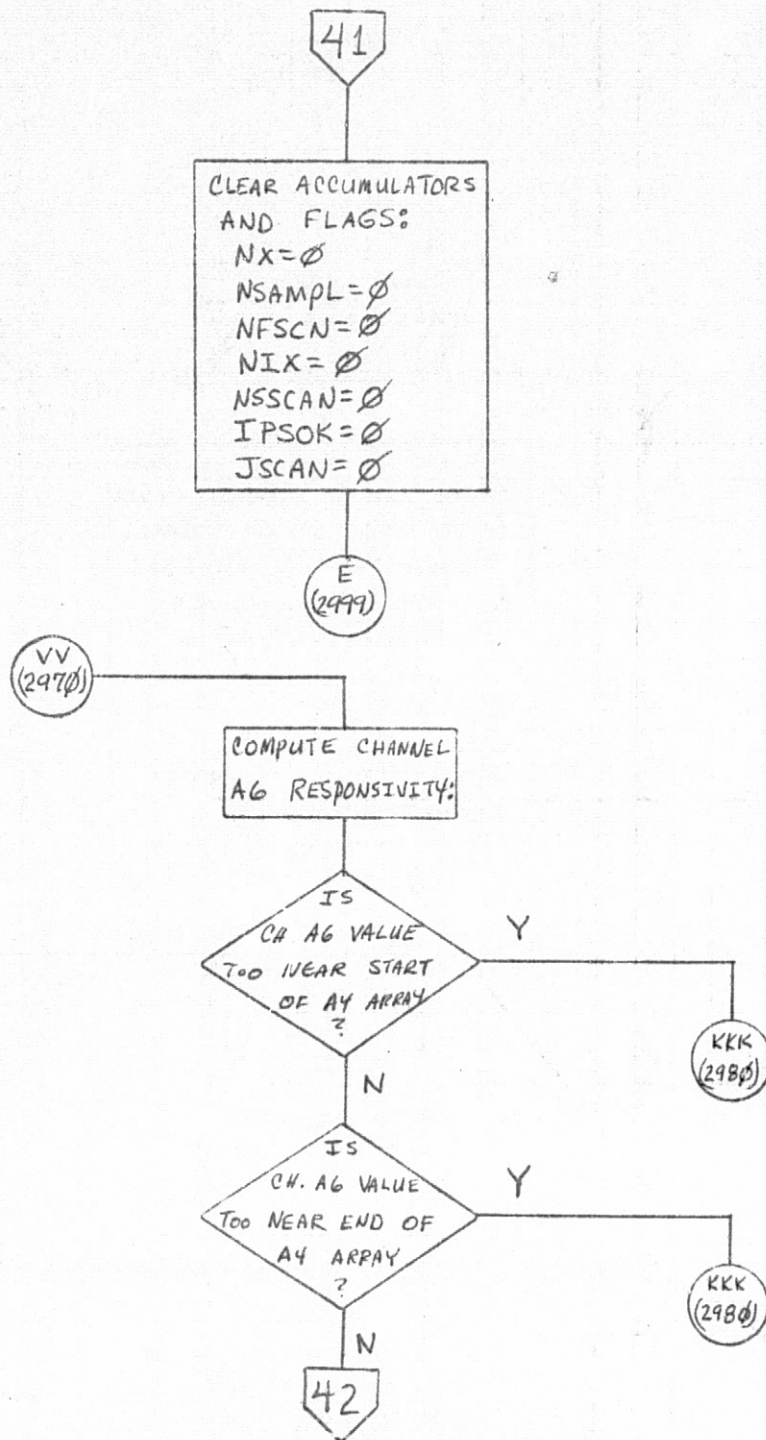 41
CLEAR ACCUMULATORS
AND FLAGS:
NX=Ø
NSAMPL=Ø
NFSCN=Ø
NIX=Ø
NSSCAN=Ø
IPSOK=Ø
JSCAN=Ø
E
(2999)
VV
(297Ø)
COMPUTE CHANNEL
A6 RESPONSIVITY:
IS
CH A6 VALUE
TOO NEAR START
OF A4 ARRAY
?
Y
KKK
(298Ø)
N
IS
CH. A6 VALUE
TOO NEAR END OF
A4 ARRAY
?
Y
KKK
(298Ø)
N
42